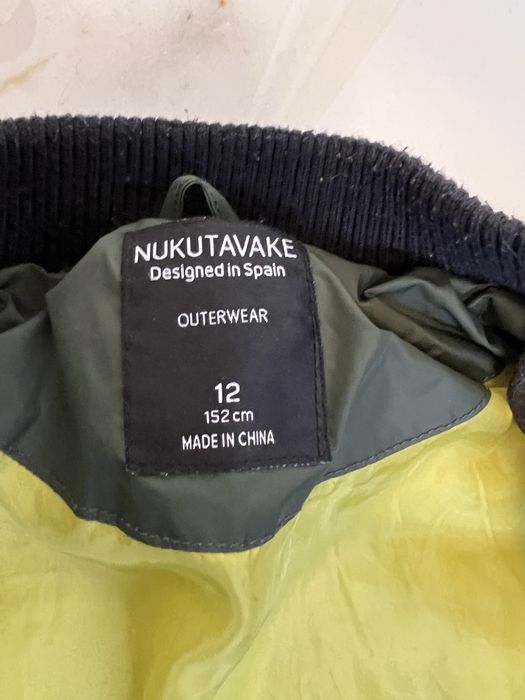 NUKUTAVAKE
Designed in Spain
OUTERWEAR
12
152 cm
MADE IN CHINA